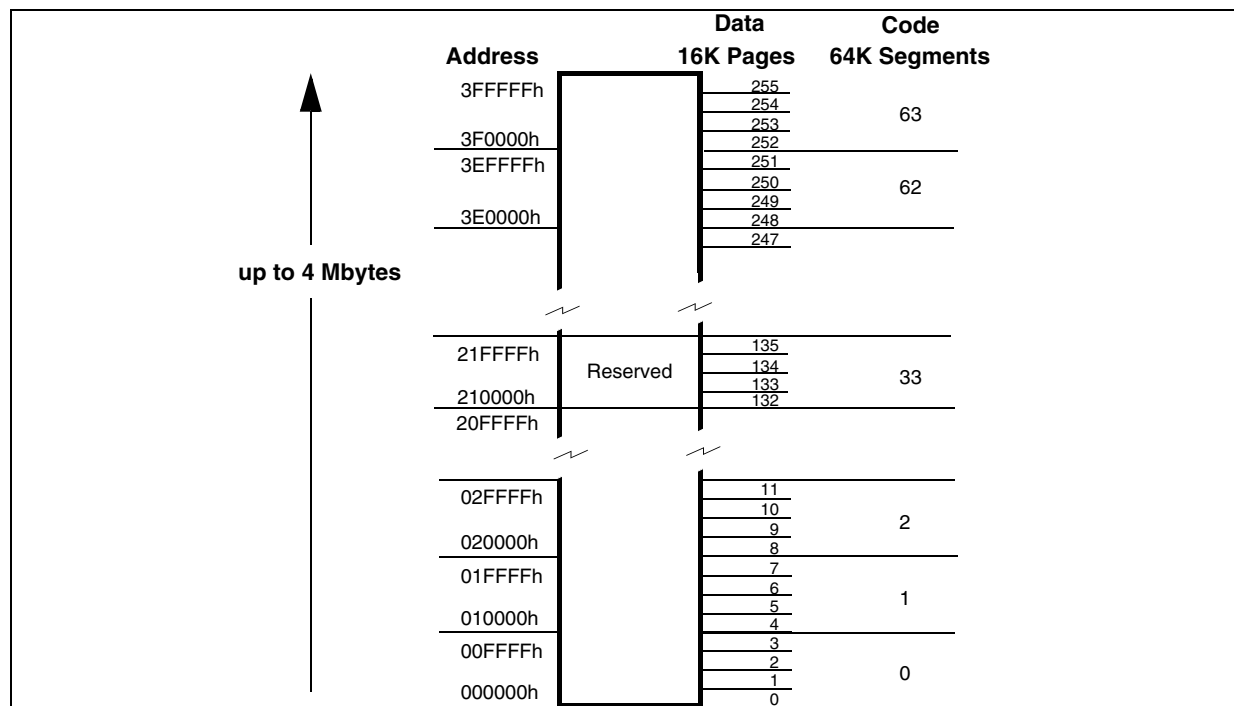 Data Code
Address 16K Pages 64K Segments
3FFFFFh 255
254
253 63
3F0000h 252
3EFFFFh 251
250 62
249
3E0000h 248
247
up to 4 Mbytes
135
21FFFFh 134
Reserved 133 33
210000h 132
20FFFFh
02FFFFh 11
10
9 2
020000h 8
01FFFFh 7
6
5 1
010000h 4
00FFFFh 3
2
1 0
000000h 0